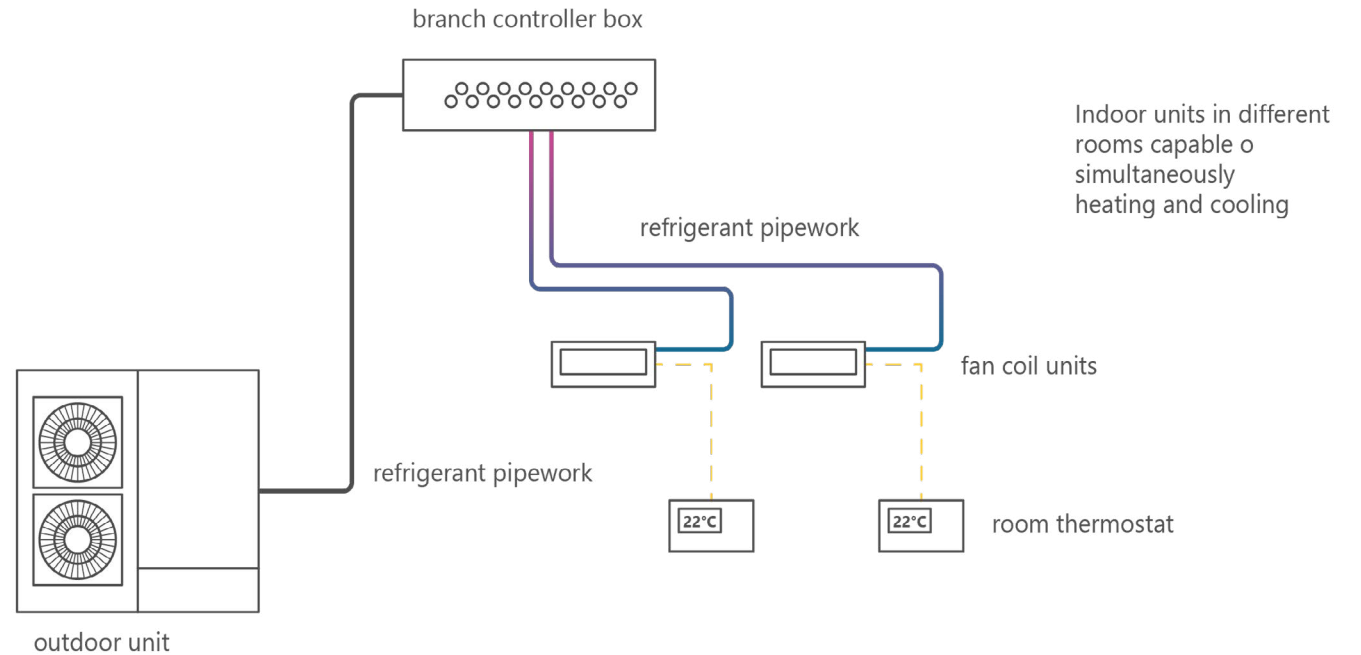 branch controller box
Indoor units in different
rooms capable o
simultaneously
heating and cooling
refrigerant pipework
fan coil units
refrigerant pipework
22°C
22°C
room thermostat
outdoor unit